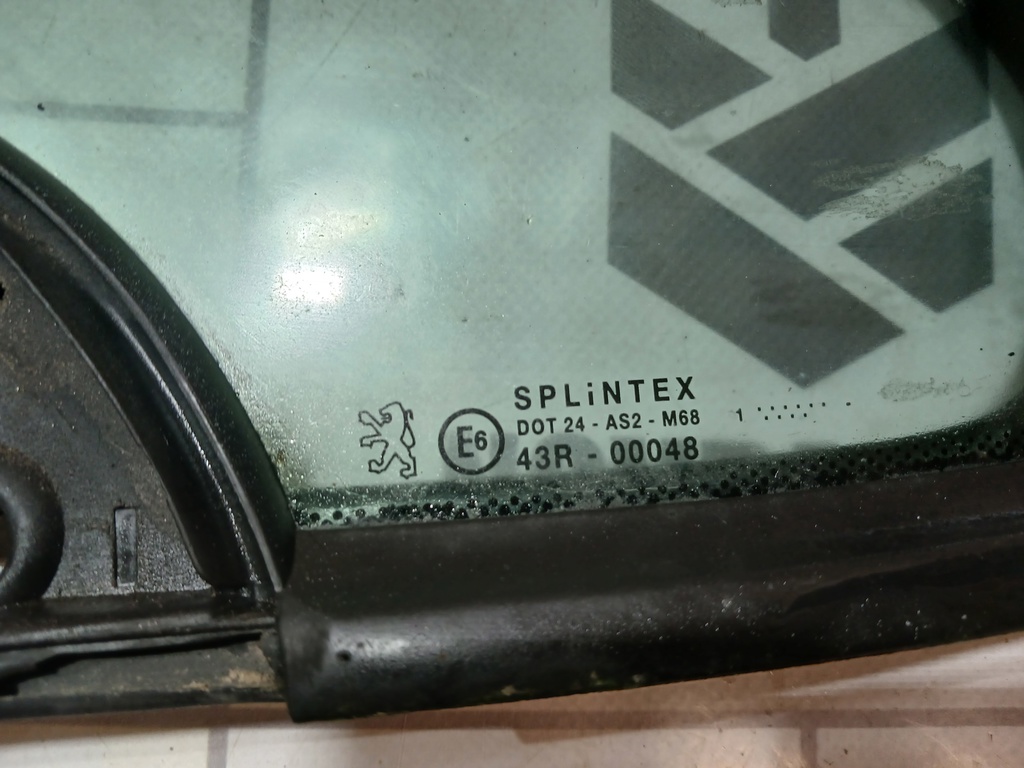 SPLiNTEX
E6 DOT 24 - AS2 - M68 1
43R - 00048